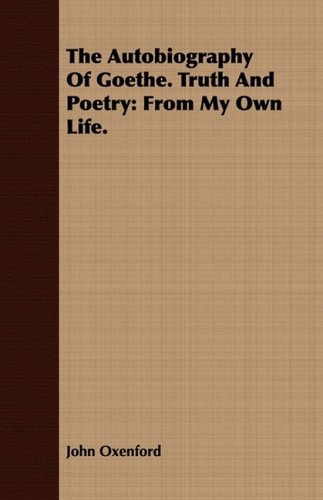 The Autobiography
Of Goethe. Truth And
Poetry: From My Own
Life.
John Oxenford